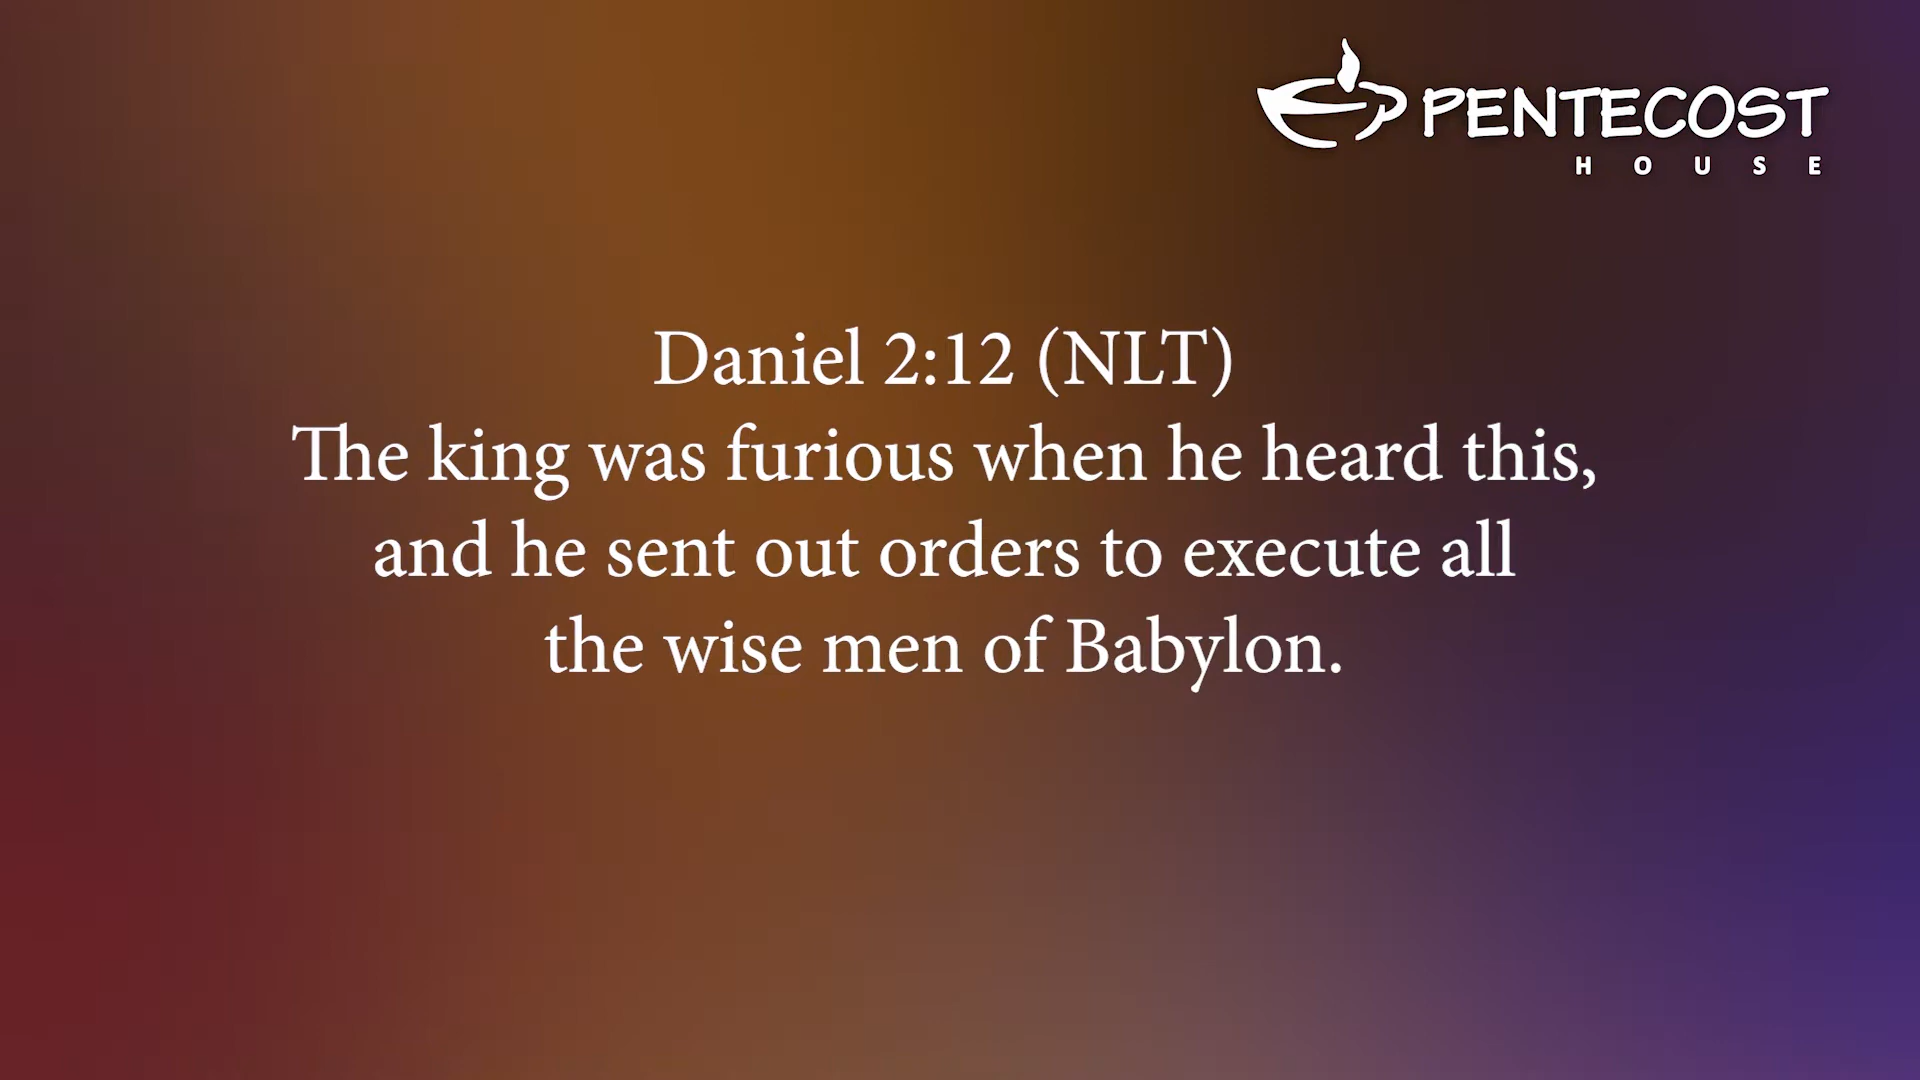 PENTECOST
HOUSE
Daniel 2:12 (NLT)
The king was furious when he heard this,
and he sent out orders to execute all
the wise men of Babylon.